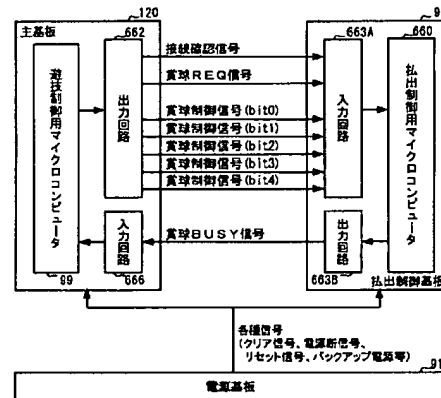 120
662
主基板
遊技制御用マイクロコンピュータ
出力回路
接続確認信号
賞球REQ信号
賞球制御信号(bit0)
賞球制御信号(bit1)
賞球制御信号(bit2)
賞球制御信号(bit3)
賞球制御信号(bit4)
9
663A
660
入力回路
払出制御用マイクロコンピュータ
入力回路
賞球BUSY信号
出力回路
99
666
663B
払出制御基板
各種信号
(クリア信号、電源断信号、
リセット信号、バックアップ電源等)
91
電源基板